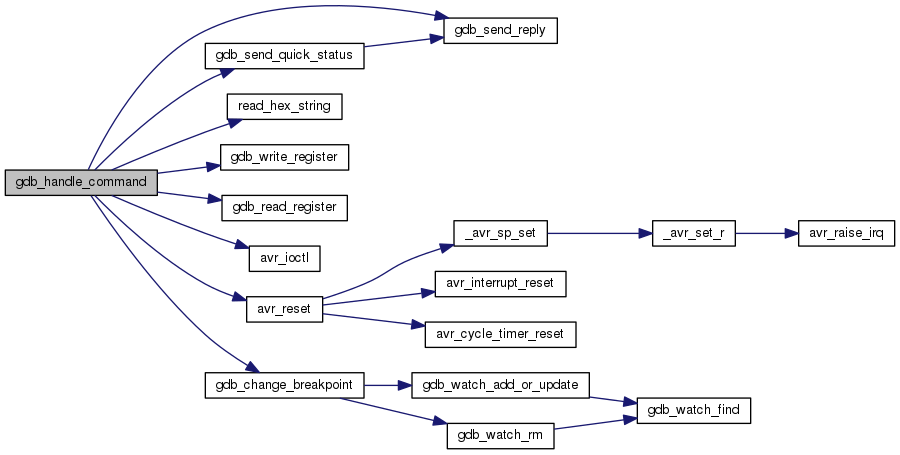 gdb_send_reply
gdb_send_quick_status
read_hex_string
gdb_write_register
gdb_handle_command
gdb_read_register
_avr_sp_set
_avr_set_r
avr_raise_irq
avr_ioctl
avr_interrupt_reset
avr_reset
avr_cycle_timer_reset
gdb_change_breakpoint
gdb_watch_add_or_update
gdb_watch_find
gdb_watch_rm